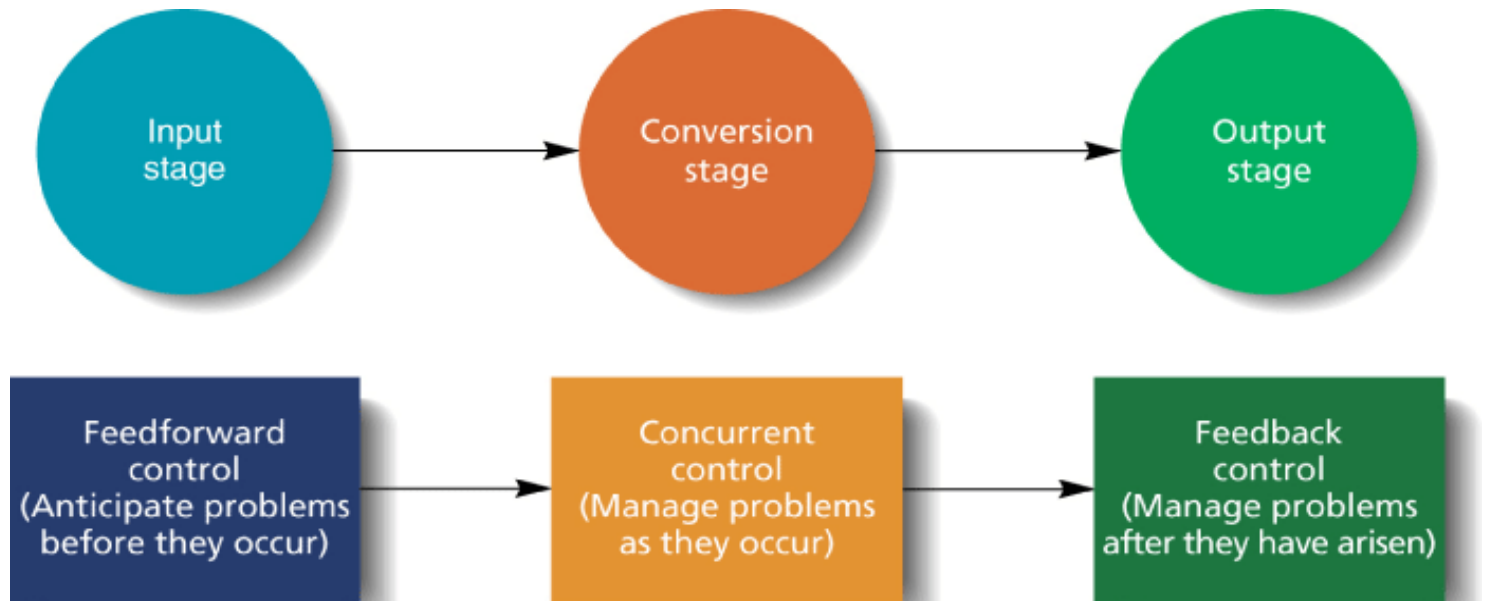 Input
stage
Conversion
stage
Output
stage
Feedforward
control
(Anticipate problems
before they occur)
Concurrent
control
(Manage problems
as they occur)
Feedback
control
(Manage problems
after they have arisen)